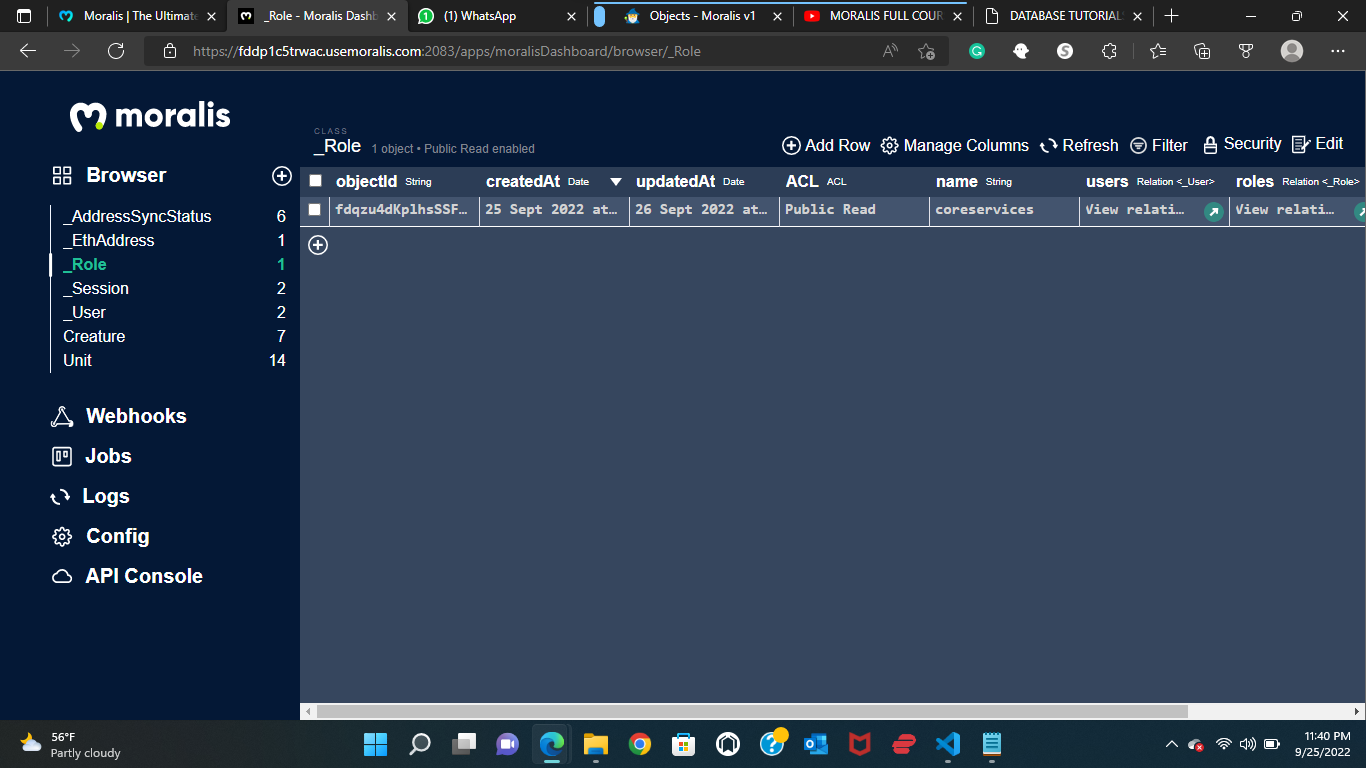 Moralis | The Ultimate
_Role - Moralis Dashb
(1) WhatsApp
Objects - Moralis v1
MORALIS FULL COUR
DATABASE TUTORIALS
https://fddp1c5trwac.usemoralis.com:2083/apps/moralisDashboard/browser/_Role
moralis
CLASS
_Role 1 object • Public Read enabled
Add Row Manage Columns Refresh Filter Security Edit
Browser
_AddressSyncStatus 6
_EthAddress 1
_Role 1
_Session 2
_User 2
Creature 7
Unit 14
Webhooks
Jobs
Logs
Config
API Console
objectId String createdAt Date updatedAt Date ACL ACL name String users Relation <_User> roles Relation <_Role>
fdqzu4dKplhsSSF… 25 Sept 2022 at… 26 Sept 2022 at… Public Read coreservices View relati… View relati…
56°F
Partly cloudy
11:40 PM
9/25/2022